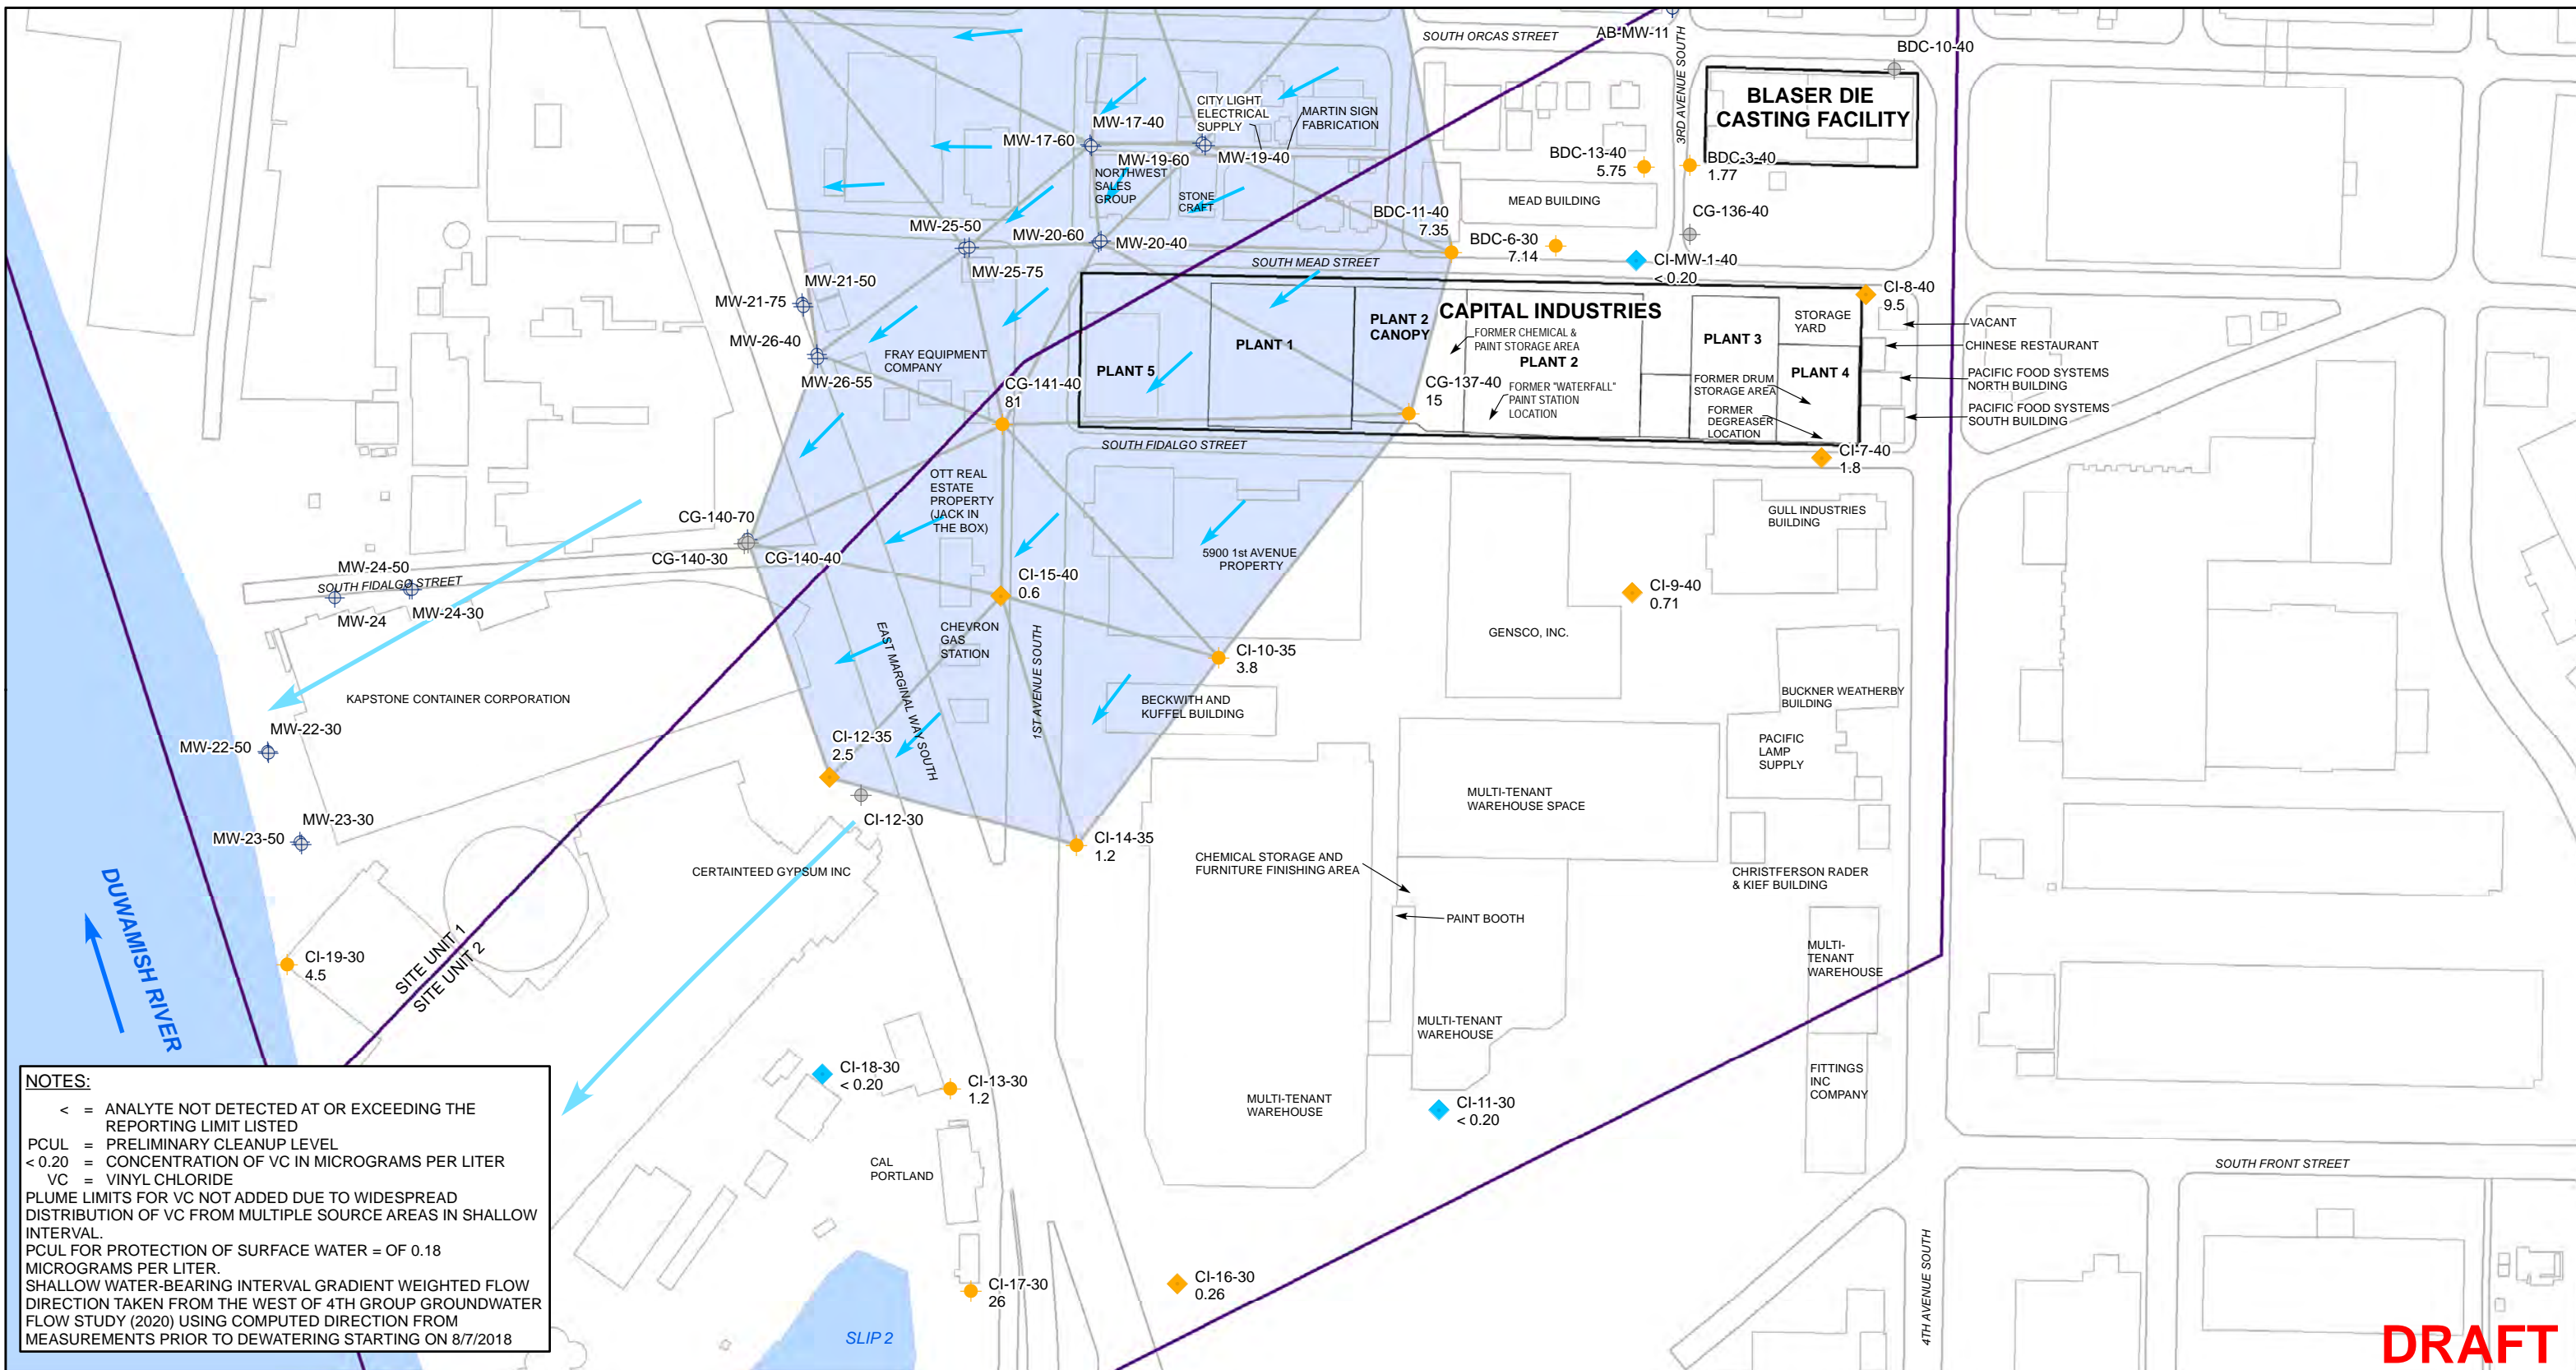 SOUTH ORCAS STREET
AB-MW-11
3RD AVENUE SOUTH
BDC-10-40
BLASER DIE
CASTING FACILITY
CITY LIGHT
ELECTRICAL
SUPPLY
MARTIN SIGN
FABRICATION
MW-17-40
MW-17-60
MW-19-60
MW-19-40
NORTHWEST
SALES
GROUP
STONE
CRAFT
BDC-13-40
5.75
BDC-3-40
1.77
MEAD BUILDING
CG-136-40
BDC-11-40
7.35
BDC-6-30
7.14
MW-25-50
MW-20-60
MW-20-40
MW-25-75
SOUTH MEAD STREET
CI-MW-1-40
< 0.20
MW-21-50
MW-21-75
CI-8-40
9.5
CAPITAL INDUSTRIES
PLANT 2
CANOPY
FORMER CHEMICAL &
PAINT STORAGE AREA
PLANT 2
STORAGE
YARD
VACANT
MW-26-40
PLANT 1
PLANT 3
CHINESE RESTAURANT
FRAY EQUIPMENT
COMPANY
PLANT 5
PLANT 4
PACIFIC FOOD SYSTEMS
NORTH BUILDING
MW-26-55
CG-141-40
81
CG-137-40
15
FORMER "WATERFALL"
PAINT STATION
LOCATION
FORMER DRUM
STORAGE AREA
FORMER
DEGREASER
LOCATION
PACIFIC FOOD SYSTEMS
SOUTH BUILDING
SOUTH FIDALGO STREET
CI-7-40
1.8
OTT REAL
ESTATE
PROPERTY
(JACK IN
THE BOX)
GULL INDUSTRIES
BUILDING
CG-140-70
CG-140-30
CG-140-40
5900 1st AVENUE
PROPERTY
MW-24-50
SOUTH FIDALGO STREET
MW-24-30
MW-24
CI-15-40
0.6
CI-9-40
0.71
EAST MARGINAL WAY SOUTH
CHEVRON
GAS
STATION
1ST AVENUE SOUTH
GENSCO, INC.
CI-10-35
3.8
KAPSTONE CONTAINER CORPORATION
BECKWITH AND
KUFFEL BUILDING
BUCKNER WEATHERBY
BUILDING
MW-22-30
MW-22-50
CI-12-35
2.5
PACIFIC
LAMP
SUPPLY
MULTI-TENANT
WAREHOUSE SPACE
MW-23-30
MW-23-50
CI-12-30
CI-14-35
1.2
CERTAINTEED GYPSUM INC
CHEMICAL STORAGE AND
FURNITURE FINISHING AREA
CHRISTFERSON RADER
& KIEF BUILDING
PAINT BOOTH
DUWAMISH RIVER
CI-19-30
4.5
SITE UNIT 1
SITE UNIT 2
MULTI-
TENANT
WAREHOUSE
MULTI-TENANT
WAREHOUSE
CI-18-30
< 0.20
CI-13-30
1.2
MULTI-TENANT
WAREHOUSE
CI-11-30
< 0.20
FITTINGS
INC
COMPANY
CAL
PORTLAND
SOUTH FRONT STREET
4TH AVENUE SOUTH
CI-17-30
26
CI-16-30
0.26
SLIP 2
NOTES:
< = ANALYTE NOT DETECTED AT OR EXCEEDING THE
REPORTING LIMIT LISTED
PCUL = PRELIMINARY CLEANUP LEVEL
< 0.20 = CONCENTRATION OF VC IN MICROGRAMS PER LITER
VC = VINYL CHLORIDE
PLUME LIMITS FOR VC NOT ADDED DUE TO WIDESPREAD
DISTRIBUTION OF VC FROM MULTIPLE SOURCE AREAS IN SHALLOW
INTERVAL.
PCUL FOR PROTECTION OF SURFACE WATER = OF 0.18
MICROGRAMS PER LITER.
SHALLOW WATER-BEARING INTERVAL GRADIENT WEIGHTED FLOW
DIRECTION TAKEN FROM THE WEST OF 4TH GROUP GROUNDWATER
FLOW STUDY (2020) USING COMPUTED DIRECTION FROM
MEASUREMENTS PRIOR TO DEWATERING STARTING ON 8/7/2018
DRAFT